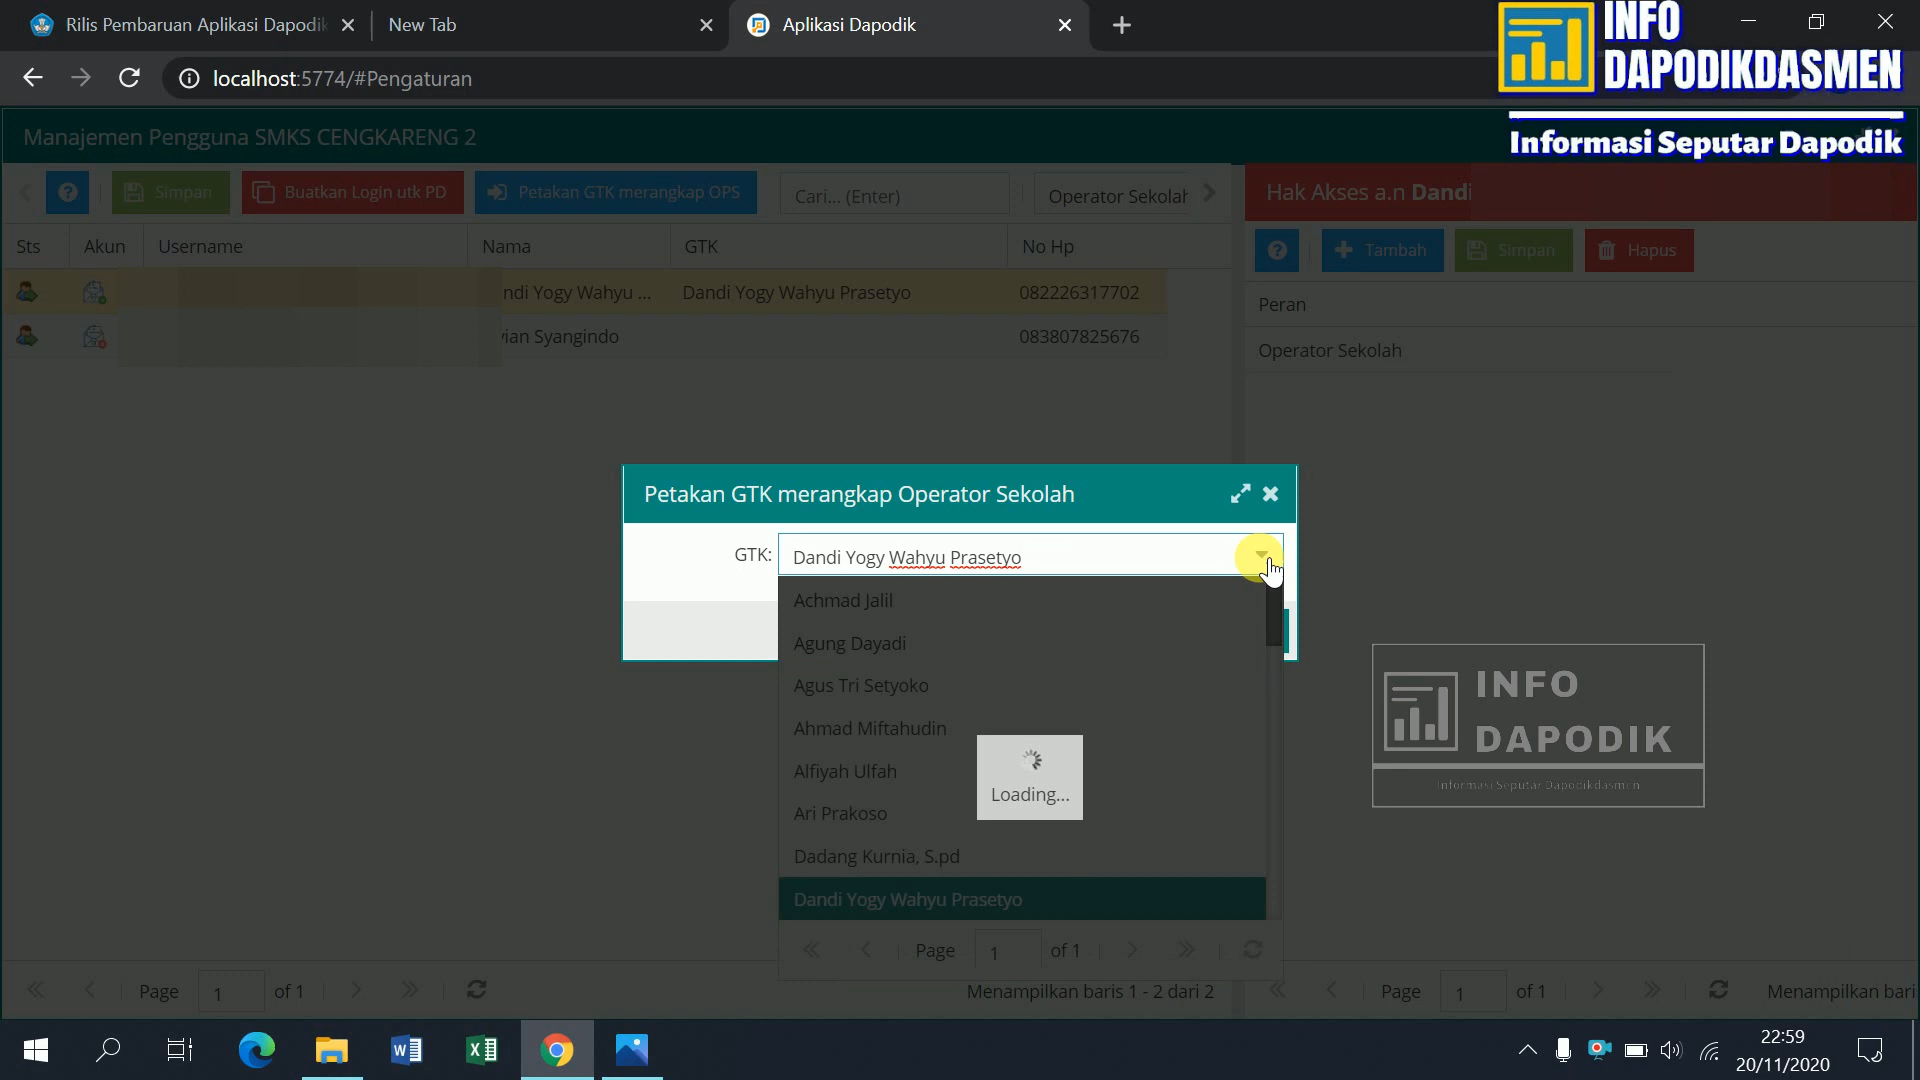 Rilis Pembaruan Aplikasi Dapodik
New Tab
Aplikasi Dapodik
INFO
DAPODIKDASMEN
Informasi Seputar Dapodik
localhost:5774/#Pengaturan
Manajemen Pengguna SMKS CENGKARENG 2
Simpan
Buatkan Login utk PD
Petakan GTK merangkap OPS
Cari... (Enter)
Operator Sekolah
Hak Akses a.n Dandi
Tambah
Simpan
Hapus
Sts
Akun
Username
Nama
GTK
No Hp
ndi Yogy Wahyu ...
Dandi Yogy Wahyu Prasetyo
082226317702
vian Syangindo
083807825676
Peran
Operator Sekolah
Petakan GTK merangkap Operator Sekolah
GTK:
Dandi Yogy Wahyu Prasetyo
Achmad Jalil
Agung Dayadi
Agus Tri Setyoko
Ahmad Miftahudin
Alfiyah Ulfah
Ari Prakoso
Dadang Kurnia, S.pd
Dandi Yogy Wahyu Prasetyo
Loading...
Page 1 of 1
INFO
DAPODIK
Informasi Seputar Dapodikdasmen
Page 1 of 1
Menampilkan baris 1 - 2 dari 2
Page 1 of 1
Menampilkan bari
22:59
20/11/2020